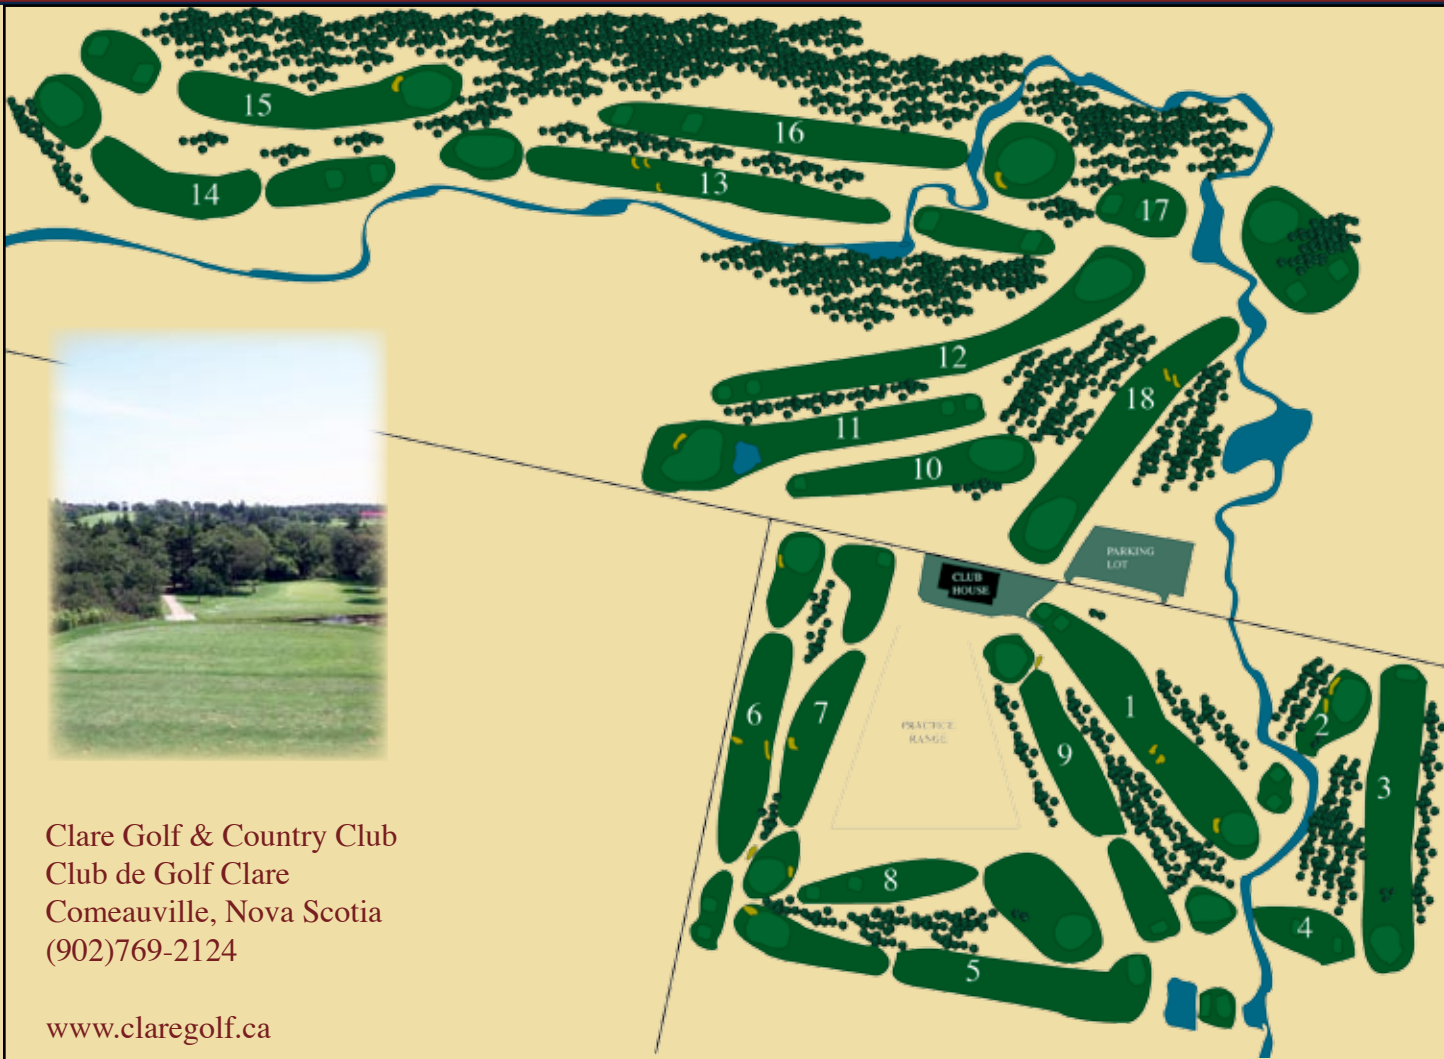 15
16
14
13
17
12
18
11
10
PARKING
LOT
CLUB
HOUSE
6
7
1
2
PRACTICE
RANGE
9
3
8
4
5
Clare Golf & Country Club
Club de Golf Clare
Comeauville, Nova Scotia
(902)769-2124
www.claregolf.ca